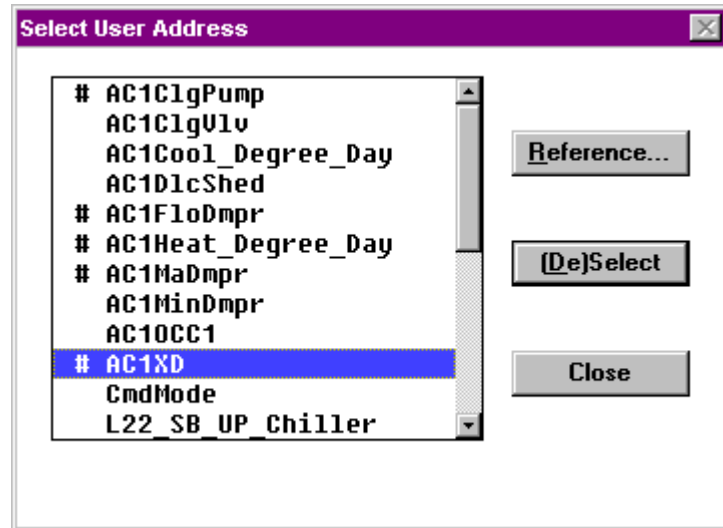 Select User Address
# AC1ClgPump
AC1ClgVlv
AC1Cool_Degree_Day
AC1DlcShed
# AC1FloDmpr
# AC1Heat_Degree_Day
# AC1MaDmpr
AC1MinDmpr
AC1OCC1
# AC1XD
CmdMode
L22_SB_UP_Chiller
Reference...
(De)Select
Close